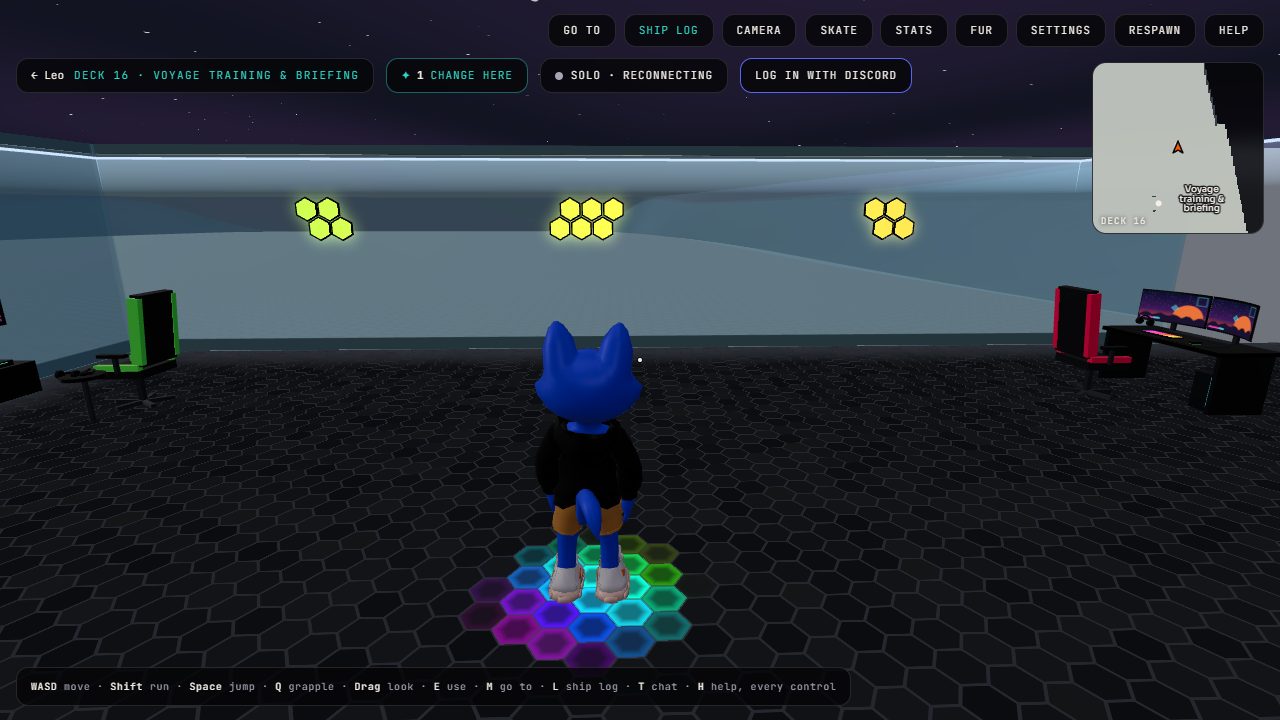 GO TO
SHIP LOG
CAMERA
SKATE
STATS
FUR
SETTINGS
RESPAWN
HELP
← Leo DECK 16 · VOYAGE TRAINING & BRIEFING
✦ 1 CHANGE HERE
SOLO · RECONNECTING
LOG IN WITH DISCORD
Voyage
training &
briefing
DECK 16
WASD move · Shift run · Space jump · Q grapple · Drag look · E use · M go to · L ship log · T chat · H help, every control